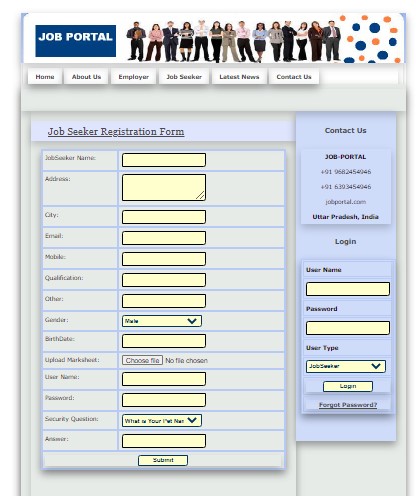 JOB PORTAL
Home About Us Employer Job Seeker Latest News Contact Us
Job Seeker Registration Form
JobSeeker Name:
Address:
City:
Email:
Mobile:
Qualification:
Other:
Gender: Male
BirthDate:
Upload Marksheet: Choose file No file chosen
User Name:
Password:
Security Question: What is Your Pet Nar
Answer:
Submit
Contact Us
JOB-PORTAL
+91 9682454946
+91 6393454946
jobportal.com
Uttar Pradesh, India
Login
User Name
Password
User Type
JobSeeker
Login
Forgot Password?